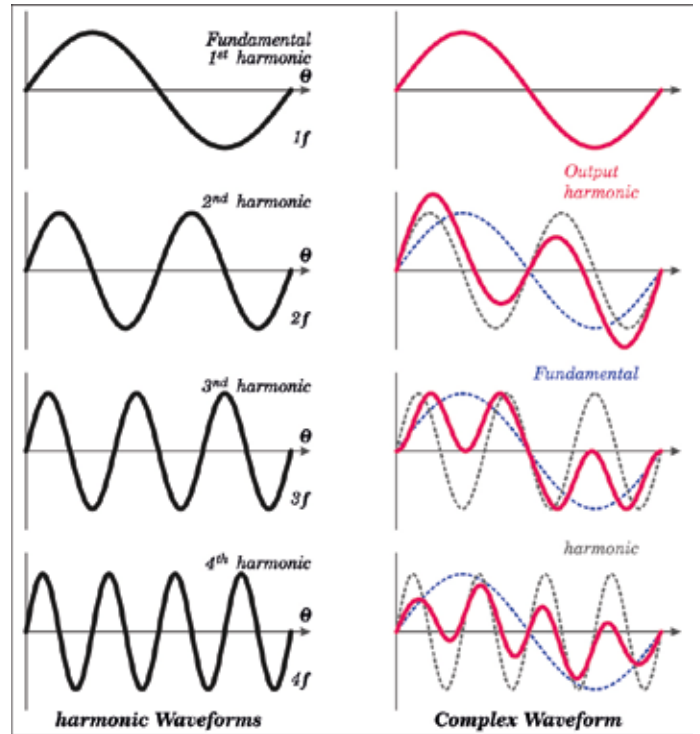 Fundamental
1st harmonic
θ
1f
Output
harmonic
2nd harmonic
θ
2f
3nd harmonic
θ
3f
Fundamental
4th harmonic
θ
4f
harmonic
harmonic Waveforms
Complex Waveform